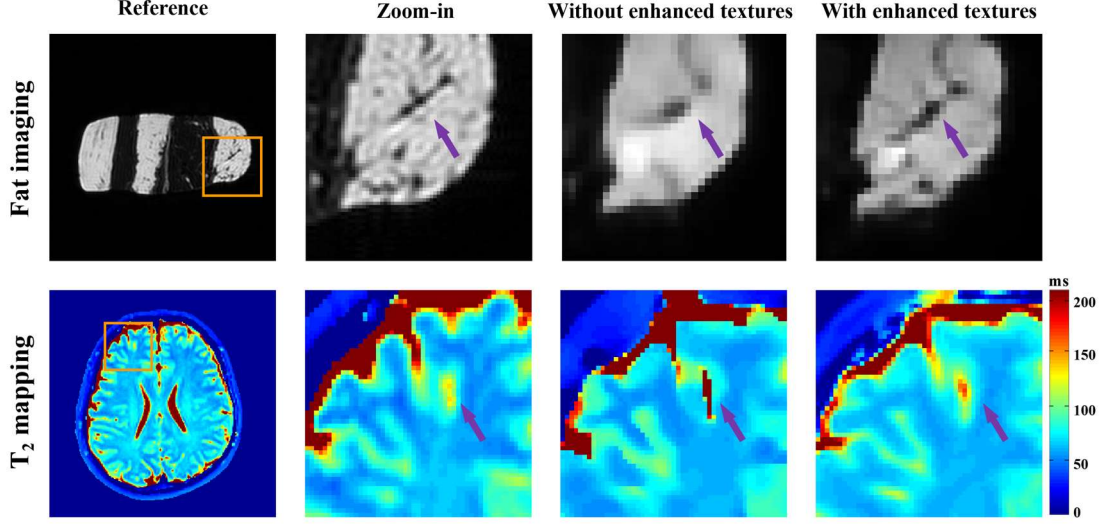 Reference
Zoom-in
Without enhanced textures
With enhanced textures
Fat imaging
T2 mapping
ms
200
150
100
50
0